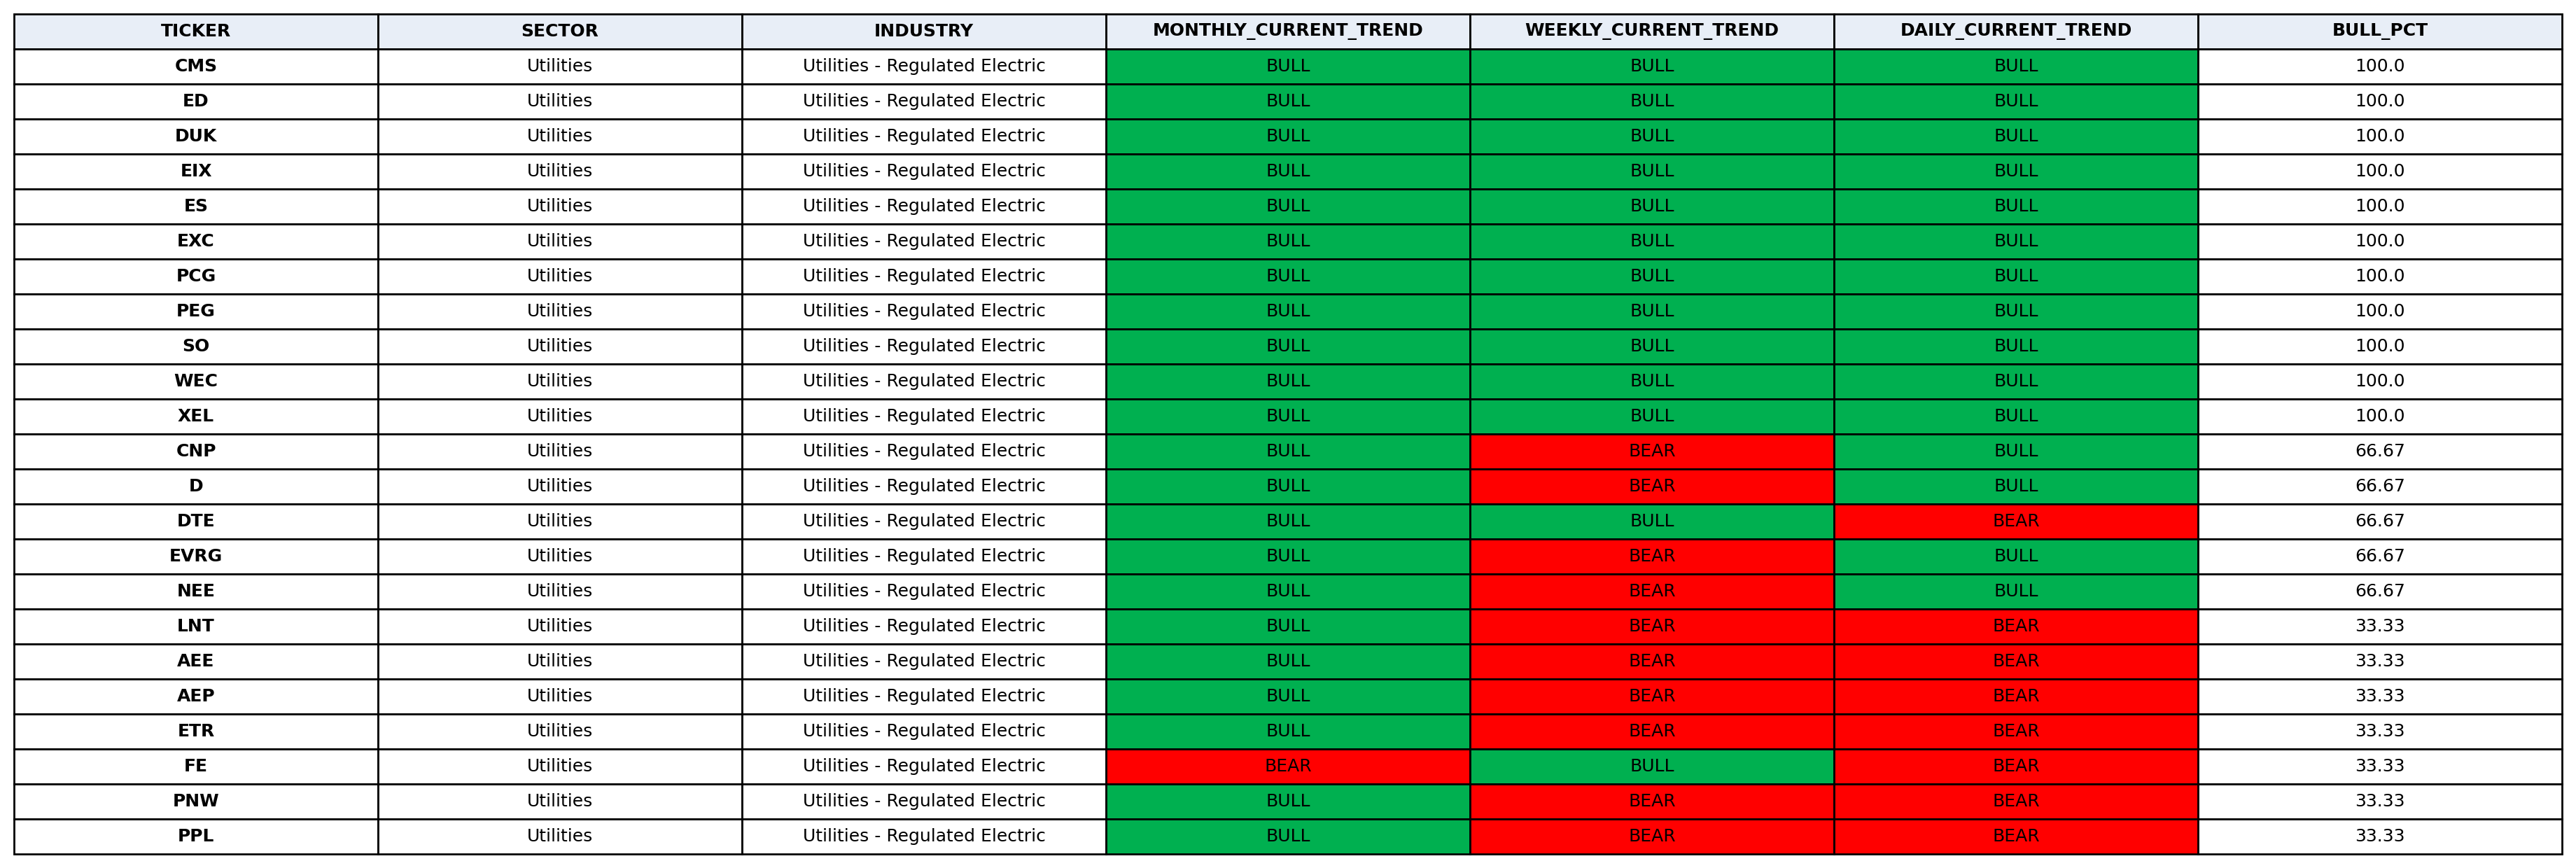 TICKER SECTOR INDUSTRY MONTHLY_CURRENT_TREND WEEKLY_CURRENT_TREND DAILY_CURRENT_TREND BULL_PCT
CMS Utilities Utilities - Regulated Electric BULL BULL BULL 100.0
ED Utilities Utilities - Regulated Electric BULL BULL BULL 100.0
DUK Utilities Utilities - Regulated Electric BULL BULL BULL 100.0
EIX Utilities Utilities - Regulated Electric BULL BULL BULL 100.0
ES Utilities Utilities - Regulated Electric BULL BULL BULL 100.0
EXC Utilities Utilities - Regulated Electric BULL BULL BULL 100.0
PCG Utilities Utilities - Regulated Electric BULL BULL BULL 100.0
PEG Utilities Utilities - Regulated Electric BULL BULL BULL 100.0
SO Utilities Utilities - Regulated Electric BULL BULL BULL 100.0
WEC Utilities Utilities - Regulated Electric BULL BULL BULL 100.0
XEL Utilities Utilities - Regulated Electric BULL BULL BULL 100.0
CNP Utilities Utilities - Regulated Electric BULL BEAR BULL 66.67
D Utilities Utilities - Regulated Electric BULL BEAR BULL 66.67
DTE Utilities Utilities - Regulated Electric BULL BULL BEAR 66.67
EVRG Utilities Utilities - Regulated Electric BULL BEAR BULL 66.67
NEE Utilities Utilities - Regulated Electric BULL BEAR BULL 66.67
LNT Utilities Utilities - Regulated Electric BULL BEAR BEAR 33.33
AEE Utilities Utilities - Regulated Electric BULL BEAR BEAR 33.33
AEP Utilities Utilities - Regulated Electric BULL BEAR BEAR 33.33
ETR Utilities Utilities - Regulated Electric BULL BEAR BEAR 33.33
FE Utilities Utilities - Regulated Electric BEAR BULL BEAR 33.33
PNW Utilities Utilities - Regulated Electric BULL BEAR BEAR 33.33
PPL Utilities Utilities - Regulated Electric BULL BEAR BEAR 33.33